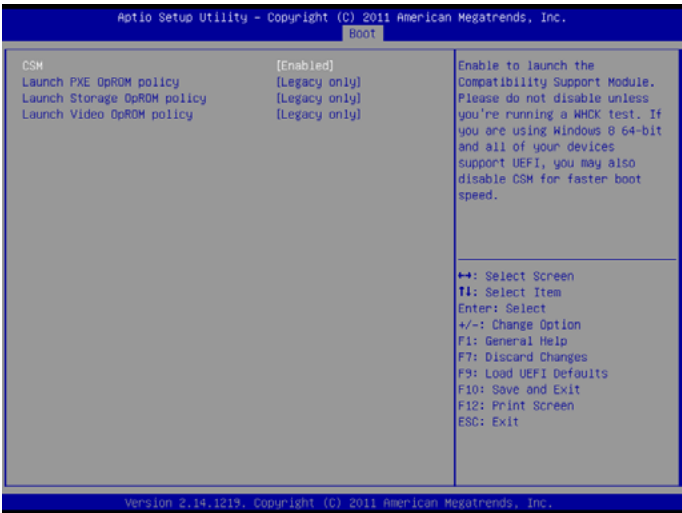 Aptio Setup Utility - Copyright (C) 2011 American Megatrends, Inc.
Boot
CSM [Enabled]
Launch PXE OpROM policy [Legacy only]
Launch Storage OpROM policy [Legacy only]
Launch Video OpROM policy [Legacy only]
Enable to launch the
Compatibility Support Module.
Please do not disable unless
you're running a WHCK test. If
you are using Windows 8 64-bit
and all of your devices
support UEFI, you may also
disable CSM for faster boot
speed.
↔: Select Screen
↑↓: Select Item
Enter: Select
+/-: Change Option
F1: General Help
F7: Discard Changes
F9: Load UEFI Defaults
F10: Save and Exit
F12: Print Screen
ESC: Exit
Version 2.14.1219. Copyright (C) 2011 American Megatrends, Inc.